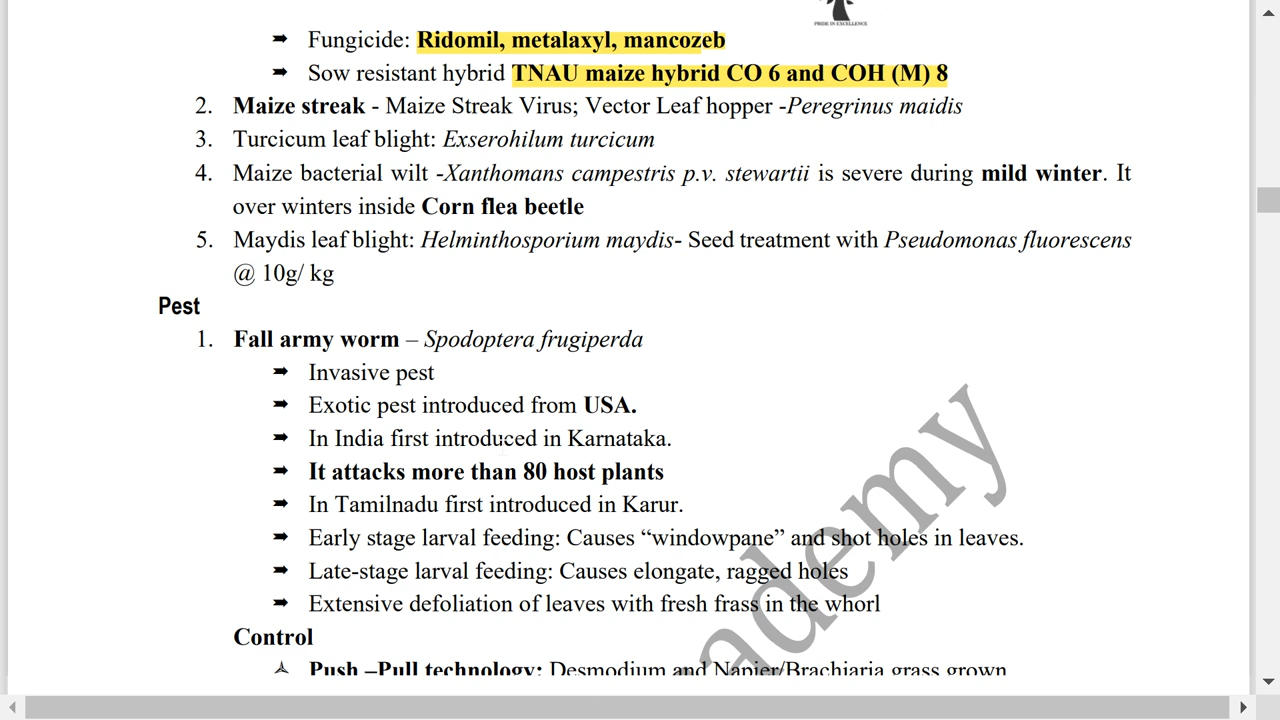 PRIDE IN EXCELLENCE
➡ Fungicide: Ridomil, metalaxyl, mancozeb
➡ Sow resistant hybrid TNAU maize hybrid CO 6 and COH (M) 8
2. Maize streak - Maize Streak Virus; Vector Leaf hopper -Peregrinus maidis
3. Turcicum leaf blight: Exserohilum turcicum
4. Maize bacterial wilt -Xanthomans campestris p.v. stewartii is severe during mild winter. It
over winters inside Corn flea beetle
5. Maydis leaf blight: Helminthosporium maydis- Seed treatment with Pseudomonas fluorescens
@ 10g/ kg
Pest
1. Fall army worm – Spodoptera frugiperda
➡ Invasive pest
➡ Exotic pest introduced from USA.
➡ In India first introduced in Karnataka.
➡ It attacks more than 80 host plants
➡ In Tamilnadu first introduced in Karur.
➡ Early stage larval feeding: Causes “windowpane” and shot holes in leaves.
➡ Late-stage larval feeding: Causes elongate, ragged holes
➡ Extensive defoliation of leaves with fresh frass in the whorl
Control
Push –Pull technology: Desmodium and Napier/Brachiaria grass grown
ademy